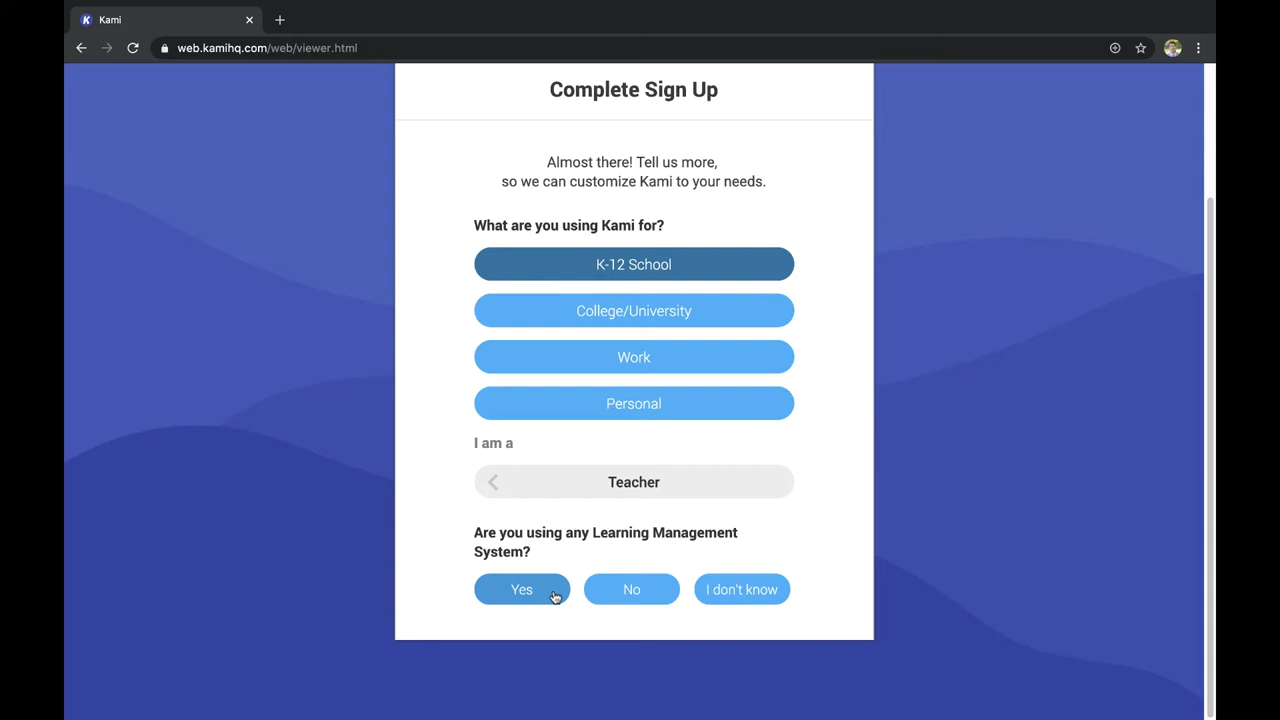 Kami
web.kamihq.com/web/viewer.html
Complete Sign Up
Almost there! Tell us more,
so we can customize Kami to your needs.
What are you using Kami for?
K-12 School
College/University
Work
Personal
I am a
Teacher
Are you using any Learning Management
System?
Yes No I don't know